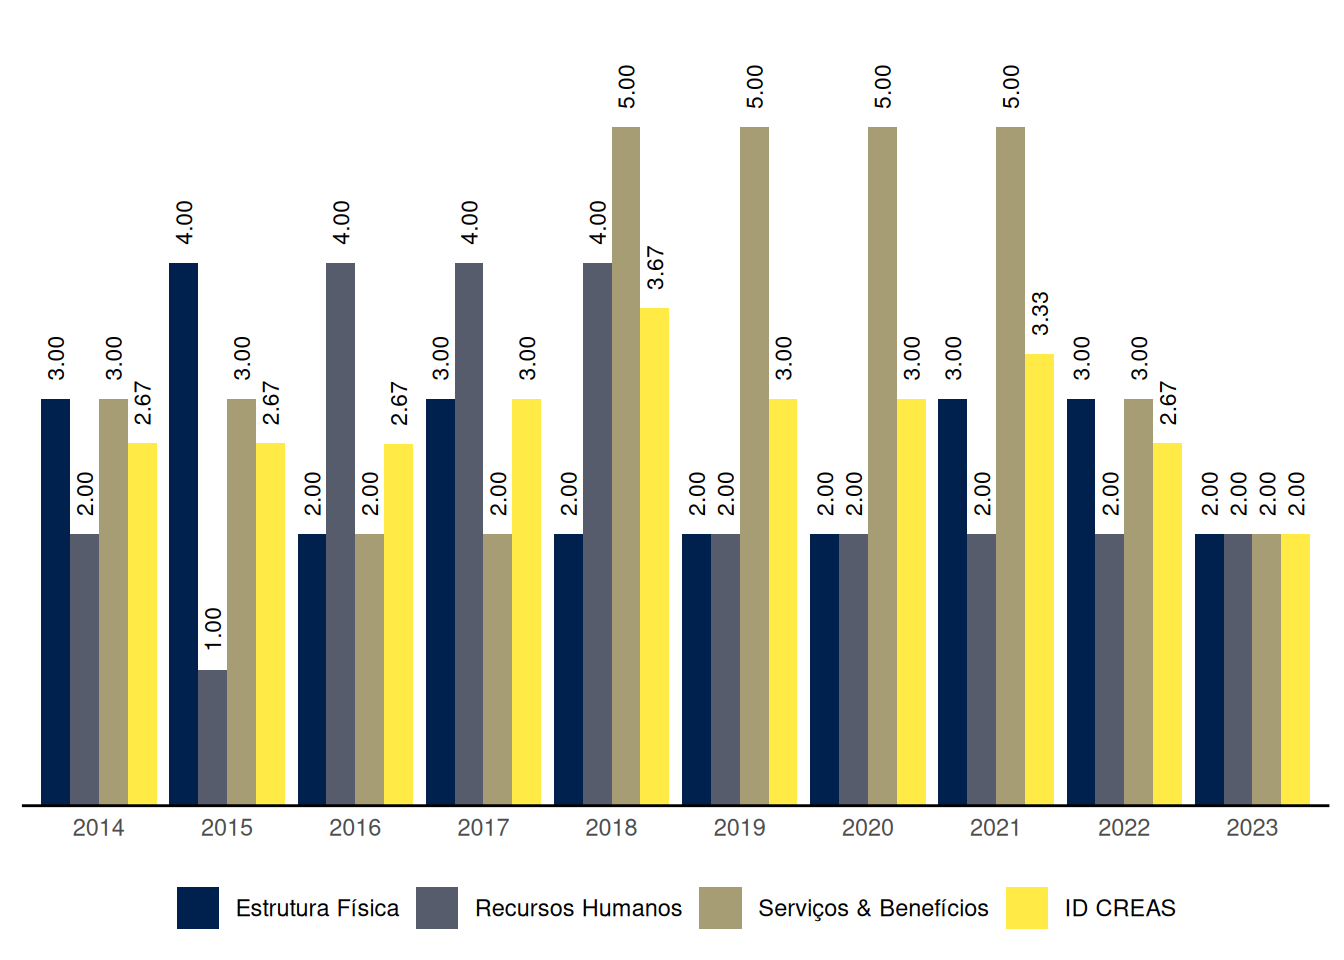 5.00 5.00 5.00 5.00
4.00 4.00 4.00 4.00
3.67
3.33
3.00 3.00 3.00 3.00 3.00 3.00 3.00 3.00 3.00 3.00
2.67 2.67 2.67 2.67
2.00 2.00 2.00 2.00 2.00 2.00 2.00 2.00 2.00 2.00 2.00 2.00 2.00 2.00 2.00
1.00
2014 2015 2016 2017 2018 2019 2020 2021 2022 2023
Estrutura Física Recursos Humanos Serviços & Benefícios ID CREAS